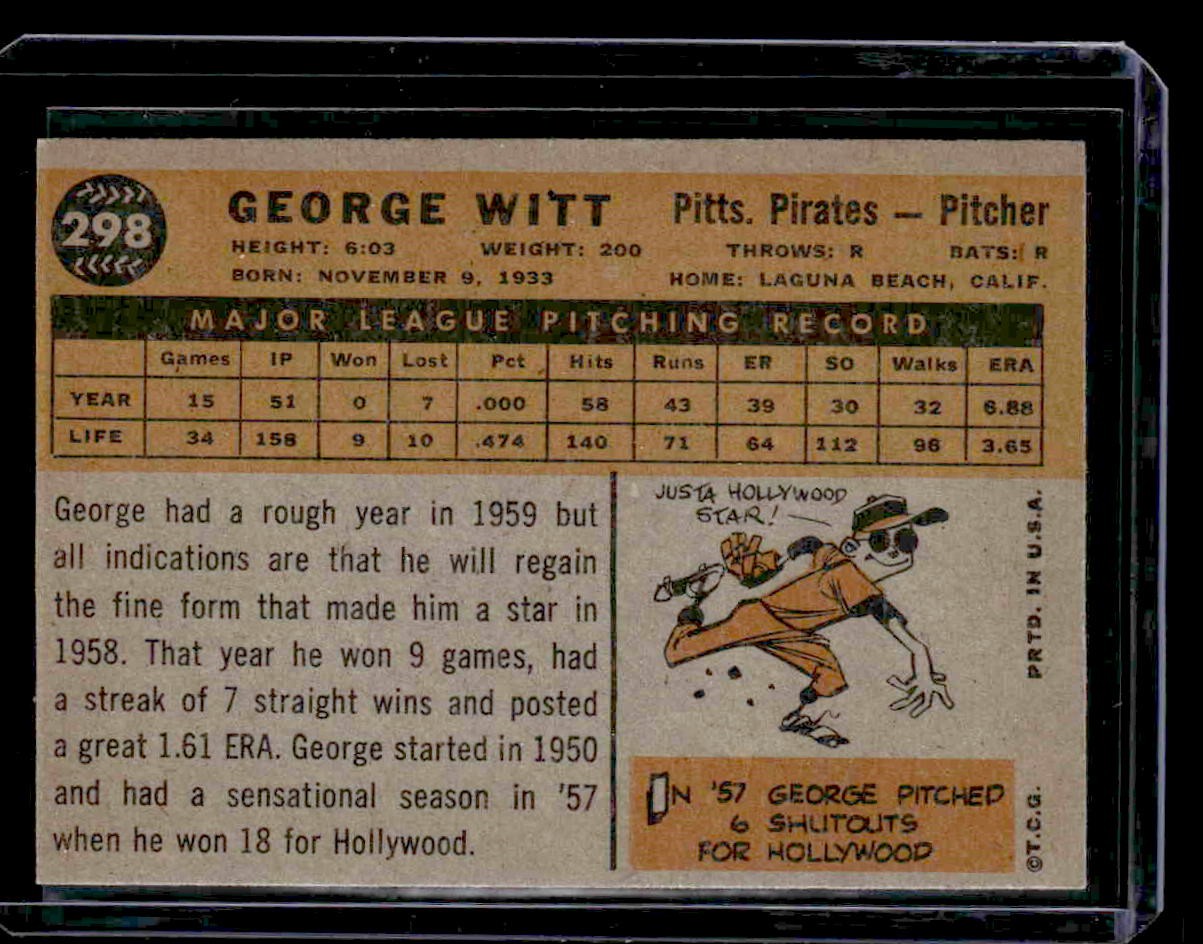 298
GEORGE WITT Pitts. Pirates — Pitcher
HEIGHT: 6:03 WEIGHT: 200 THROWS: R BATS: R
BORN: NOVEMBER 9, 1933 HOME: LAGUNA BEACH, CALIF.
MAJOR LEAGUE PITCHING RECORD
Games IP Won Lost Pct Hits Runs ER SO Walks ERA
YEAR 15 51 0 7 .000 58 43 39 30 32 6.88
LIFE 34 158 9 10 .474 140 71 64 112 96 3.65
George had a rough year in 1959 but
all indications are that he will regain
the fine form that made him a star in
1958. That year he won 9 games, had
a streak of 7 straight wins and posted
a great 1.61 ERA. George started in 1950
and had a sensational season in '57
when he won 18 for Hollywood.
JUSTA HOLLYWOOD
STAR!
IN '57 GEORGE PITCHED
6 SHUTOUTS
FOR HOLLYWOOD
PRTD. IN U.S.A.
©T.C.G.